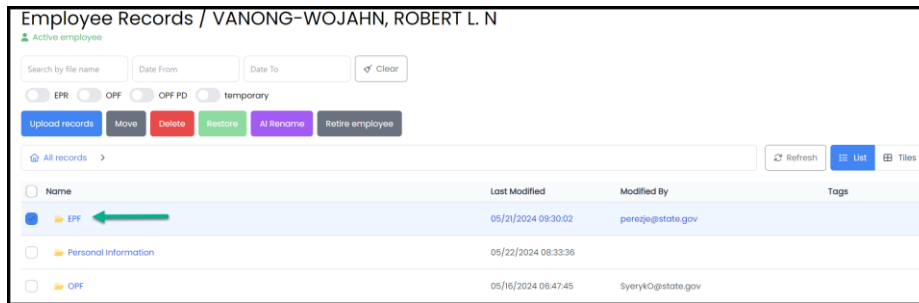 Employee Records / VANONG-WOJAHN, ROBERT L. N
Active employee
Search by file name Date From Date To Clear
EPR OPF OPF PD temporary
Upload records Move Delete Restore AI Rename Retire employee
All records > Refresh List Tiles
Name Last Modified Modified By Tags
EPF 05/21/2024 09:30:02 perezje@state.gov
Personal Information 05/22/2024 08:33:36
OPF 05/16/2024 06:47:45 SyerykO@state.gov